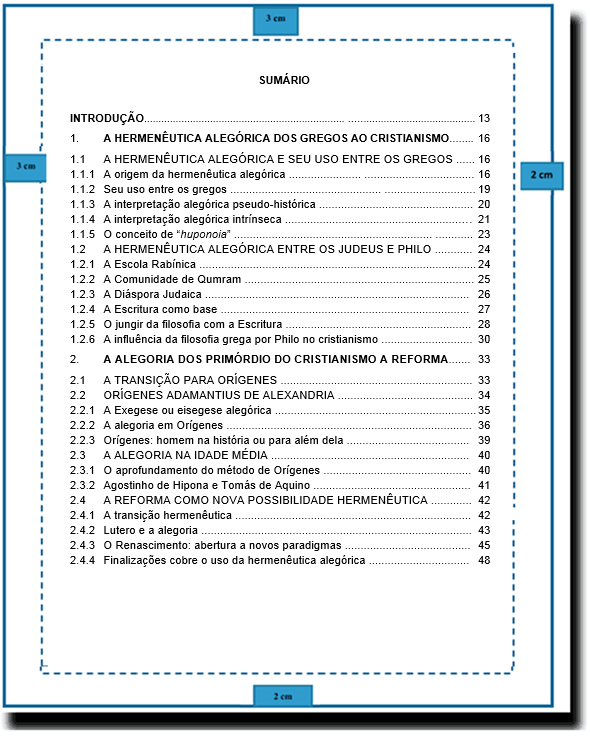 3 cm
SUMÁRIO
INTRODUÇÃO........................................................................ ........................................ 13
1. A HERMENÊUTICA ALEGÓRICA DOS GREGOS AO CRISTIANISMO........ 16
3 cm
2 cm
1.1 A HERMENÊUTICA ALEGÓRICA E SEU USO ENTRE OS GREGOS ...... 16
1.1.1 A origem da hermenêutica alegórica ........................................................... 16
1.1.2 Seu uso entre os gregos ................................................. ............................. 19
1.1.3 A interpretação alegórica pseudo-histórica .................................................. 20
1.1.4 A interpretação alegórica intrínseca ............................................................ 21
1.1.5 O conceito de “huponoia” ............................................. .............................. 23
1.2 A HERMENÊUTICA ALEGÓRICA ENTRE OS JUDEUS E PHILO ............ 24
1.2.1 A Escola Rabínica ........................................................................................ 24
1.2.2 A Comunidade de Qumram ......................................................................... 25
1.2.3 A Diáspora Judaica ..................................................................................... 26
1.2.4 A Escritura como base ................................................................................ 27
1.2.5 O jungir da filosofia com a Escritura ............................................................ 28
1.2.6 A influência da filosofia grega por Philo no cristianismo ............................. 30
2. A ALEGORIA DOS PRIMÓRDIO DO CRISTIANISMO A REFORMA....... 33
2.1 A TRANSIÇÃO PARA ORÍGENES ............................................................. 33
2.2 ORÍGENES ADAMANTIUS DE ALEXANDRIA ........................................... 34
2.2.1 A Exegese ou eisegese alegórica ................................................................ 35
2.2.2 A alegoria em Orígenes ............................................................................... 36
2.2.3 Orígenes: homem na história ou para além dela ........................................ 39
2.3 A ALEGORIA NA IDADE MÉDIA ................................................................ 40
2.3.1 O aprofundamento do método de Orígenes ............................................... 40
2.3.2 Agostinho de Hipona e Tomás de Aquino .................................................. 41
2.4 A REFORMA COMO NOVA POSSIBILIDADE HERMENÊUTICA ............. 42
2.4.1 A transição hermenêutica ........................................................................... 42
2.4.2 Lutero e a alegoria ...................................................................................... 43
2.4.3 O Renascimento: abertura a novos paradigmas ........................................ 45
2.4.4 Finalizações cobre o uso da hermenêutica alegórica ................................ 48
2 cm